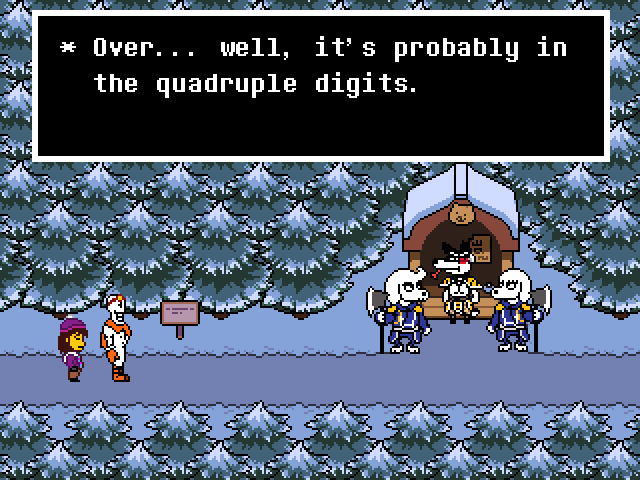 * Over... well, it's probably in
the quadruple digits.